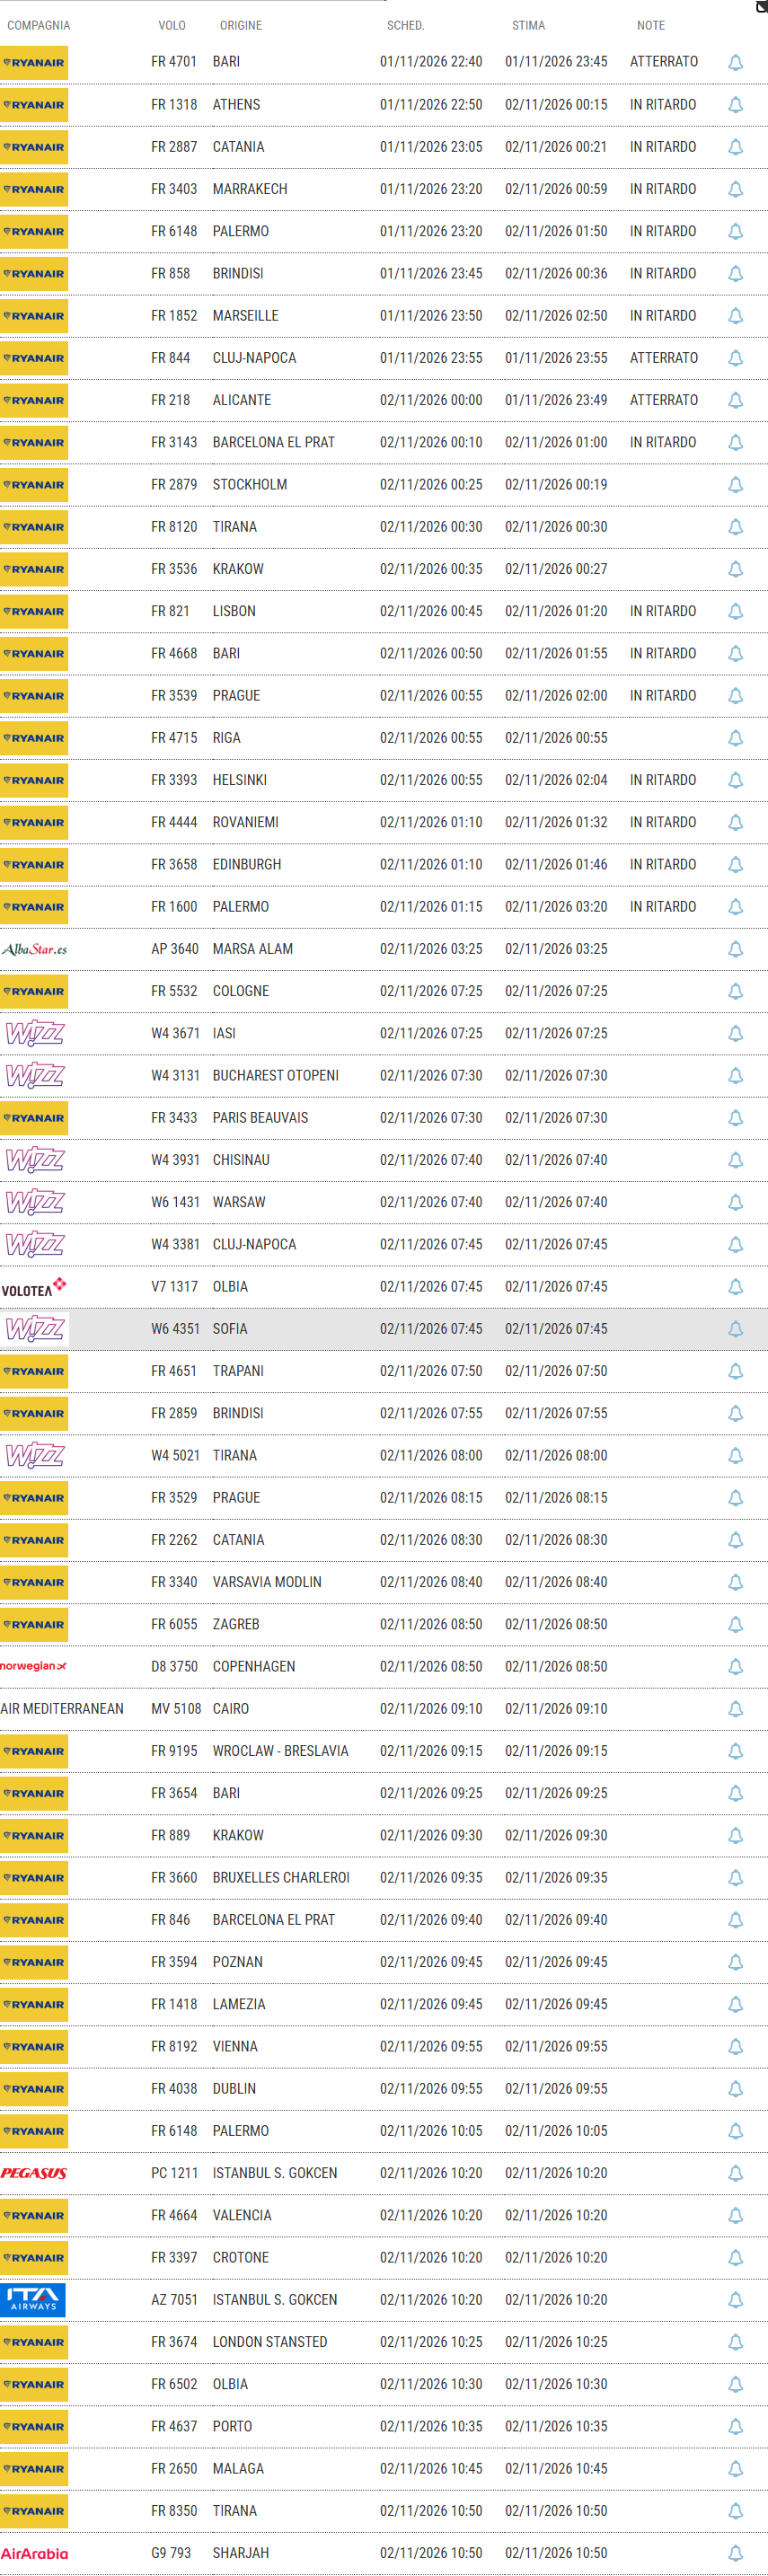 COMPAGNIA VOLO ORIGINE SCHED. STIMA NOTE
RYANAIR FR 4701 BARI 01/11/2026 22:40 01/11/2026 23:45 ATTERRATO
RYANAIR FR 1318 ATHENS 01/11/2026 22:50 02/11/2026 00:15 IN RITARDO
RYANAIR FR 2887 CATANIA 01/11/2026 23:05 02/11/2026 00:21 IN RITARDO
RYANAIR FR 3403 MARRAKECH 01/11/2026 23:20 02/11/2026 00:59 IN RITARDO
RYANAIR FR 6148 PALERMO 01/11/2026 23:20 02/11/2026 01:50 IN RITARDO
RYANAIR FR 858 BRINDISI 01/11/2026 23:45 02/11/2026 00:36 IN RITARDO
RYANAIR FR 1852 MARSEILLE 01/11/2026 23:50 02/11/2026 02:50 IN RITARDO
RYANAIR FR 844 CLUJ-NAPOCA 01/11/2026 23:55 01/11/2026 23:55 ATTERRATO
RYANAIR FR 218 ALICANTE 02/11/2026 00:00 01/11/2026 23:49 ATTERRATO
RYANAIR FR 3143 BARCELONA EL PRAT 02/11/2026 00:10 02/11/2026 01:00 IN RITARDO
RYANAIR FR 2879 STOCKHOLM 02/11/2026 00:25 02/11/2026 00:19
RYANAIR FR 8120 TIRANA 02/11/2026 00:30 02/11/2026 00:30
RYANAIR FR 3536 KRAKOW 02/11/2026 00:35 02/11/2026 00:27
RYANAIR FR 821 LISBON 02/11/2026 00:45 02/11/2026 01:20 IN RITARDO
RYANAIR FR 4668 BARI 02/11/2026 00:50 02/11/2026 01:55 IN RITARDO
RYANAIR FR 3539 PRAGUE 02/11/2026 00:55 02/11/2026 02:00 IN RITARDO
RYANAIR FR 4715 RIGA 02/11/2026 00:55 02/11/2026 00:55
RYANAIR FR 3393 HELSINKI 02/11/2026 00:55 02/11/2026 02:04 IN RITARDO
RYANAIR FR 4444 ROVANIEMI 02/11/2026 01:10 02/11/2026 01:32 IN RITARDO
RYANAIR FR 3658 EDINBURGH 02/11/2026 01:10 02/11/2026 01:46 IN RITARDO
RYANAIR FR 1600 PALERMO 02/11/2026 01:15 02/11/2026 03:20 IN RITARDO
AlbaStar.es AP 3640 MARSA ALAM 02/11/2026 03:25 02/11/2026 03:25
RYANAIR FR 5532 COLOGNE 02/11/2026 07:25 02/11/2026 07:25
WIZZ W4 3671 IASI 02/11/2026 07:25 02/11/2026 07:25
WIZZ W4 3131 BUCHAREST OTOPENI 02/11/2026 07:30 02/11/2026 07:30
RYANAIR FR 3433 PARIS BEAUVAIS 02/11/2026 07:30 02/11/2026 07:30
WIZZ W4 3931 CHISINAU 02/11/2026 07:40 02/11/2026 07:40
WIZZ W6 1431 WARSAW 02/11/2026 07:40 02/11/2026 07:40
WIZZ W4 3381 CLUJ-NAPOCA 02/11/2026 07:45 02/11/2026 07:45
VOLOTEA V7 1317 OLBIA 02/11/2026 07:45 02/11/2026 07:45
WIZZ W6 4351 SOFIA 02/11/2026 07:45 02/11/2026 07:45
RYANAIR FR 4651 TRAPANI 02/11/2026 07:50 02/11/2026 07:50
RYANAIR FR 2859 BRINDISI 02/11/2026 07:55 02/11/2026 07:55
WIZZ W4 5021 TIRANA 02/11/2026 08:00 02/11/2026 08:00
RYANAIR FR 3529 PRAGUE 02/11/2026 08:15 02/11/2026 08:15
RYANAIR FR 2262 CATANIA 02/11/2026 08:30 02/11/2026 08:30
RYANAIR FR 3340 VARSAVIA MODLIN 02/11/2026 08:40 02/11/2026 08:40
RYANAIR FR 6055 ZAGREB 02/11/2026 08:50 02/11/2026 08:50
norwegian D8 3750 COPENHAGEN 02/11/2026 08:50 02/11/2026 08:50
AIR MEDITERRANEAN MV 5108 CAIRO 02/11/2026 09:10 02/11/2026 09:10
RYANAIR FR 9195 WROCLAW - BRESLAVIA 02/11/2026 09:15 02/11/2026 09:15
RYANAIR FR 3654 BARI 02/11/2026 09:25 02/11/2026 09:25
RYANAIR FR 889 KRAKOW 02/11/2026 09:30 02/11/2026 09:30
RYANAIR FR 3660 BRUXELLES CHARLEROI 02/11/2026 09:35 02/11/2026 09:35
RYANAIR FR 846 BARCELONA EL PRAT 02/11/2026 09:40 02/11/2026 09:40
RYANAIR FR 3594 POZNAN 02/11/2026 09:45 02/11/2026 09:45
RYANAIR FR 1418 LAMEZIA 02/11/2026 09:45 02/11/2026 09:45
RYANAIR FR 8192 VIENNA 02/11/2026 09:55 02/11/2026 09:55
RYANAIR FR 4038 DUBLIN 02/11/2026 09:55 02/11/2026 09:55
RYANAIR FR 6148 PALERMO 02/11/2026 10:05 02/11/2026 10:05
PEGASUS PC 1211 ISTANBUL S. GOKCEN 02/11/2026 10:20 02/11/2026 10:20
RYANAIR FR 4664 VALENCIA 02/11/2026 10:20 02/11/2026 10:20
RYANAIR FR 3397 CROTONE 02/11/2026 10:20 02/11/2026 10:20
ITA AIRWAYS AZ 7051 ISTANBUL S. GOKCEN 02/11/2026 10:20 02/11/2026 10:20
RYANAIR FR 3674 LONDON STANSTED 02/11/2026 10:25 02/11/2026 10:25
RYANAIR FR 6502 OLBIA 02/11/2026 10:30 02/11/2026 10:30
RYANAIR FR 4637 PORTO 02/11/2026 10:35 02/11/2026 10:35
RYANAIR FR 2650 MALAGA 02/11/2026 10:45 02/11/2026 10:45
RYANAIR FR 8350 TIRANA 02/11/2026 10:50 02/11/2026 10:50
AirArabia G9 793 SHARJAH 02/11/2026 10:50 02/11/2026 10:50